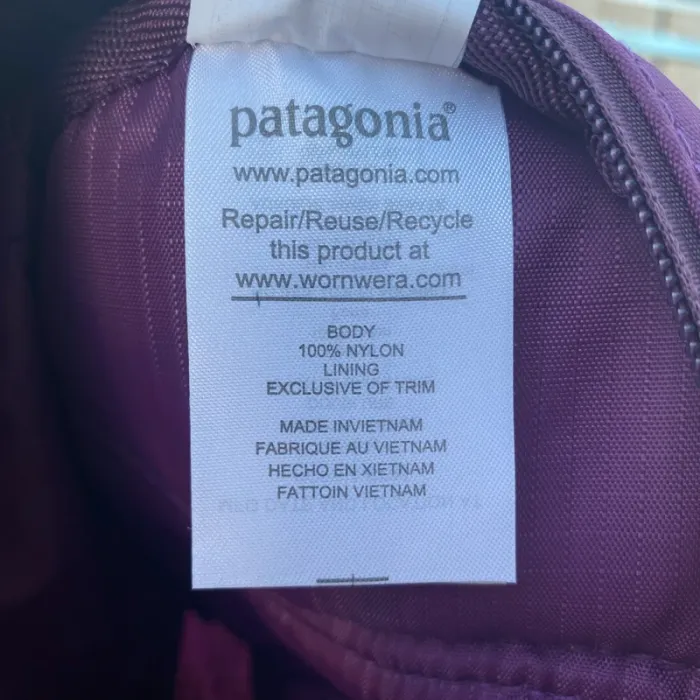 patagonia®
www.patagonia.com
Repair/Reuse/Recycle
this product at
www.wornwera.com
BODY
100% NYLON
LINING
EXCLUSIVE OF TRIM
MADE INVIETNAM
FABRIQUE AU VIETNAM
HECHO EN XIETNAM
FATTOIN VIETNAM